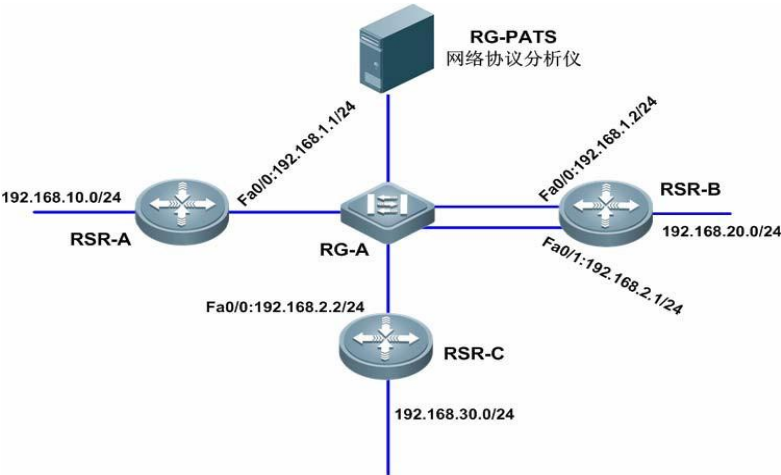 RG-PATS
网络协议分析仪
Fa0/0:192.168.1.1/24
Fa0/0:192.168.1.2/24
192.168.10.0/24
RSR-A
RG-A
RSR-B
192.168.20.0/24
Fa0/1:192.168.2.1/24
Fa0/0:192.168.2.2/24
RSR-C
192.168.30.0/24